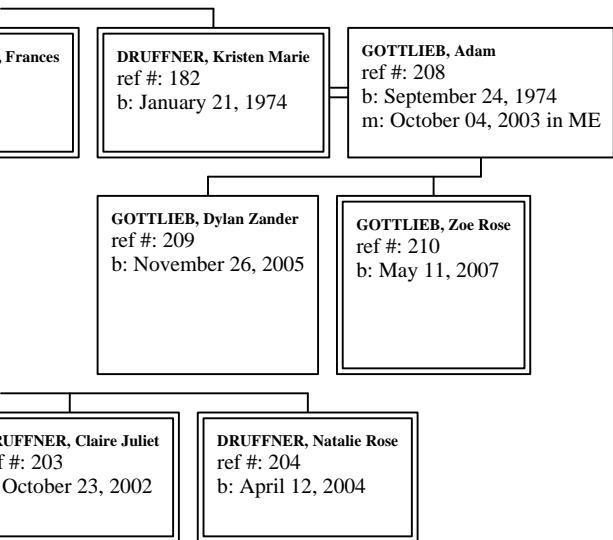 , Frances
DRUFFNER, Kristen Marie
ref #: 182
b: January 21, 1974
GOTTLIEB, Adam
ref #: 208
b: September 24, 1974
m: October 04, 2003 in ME
GOTTLIEB, Dylan Zander
ref #: 209
b: November 26, 2005
GOTTLIEB, Zoe Rose
ref #: 210
b: May 11, 2007
RUFFNER, Claire Juliet
f #: 203
October 23, 2002
DRUFFNER, Natalie Rose
ref #: 204
b: April 12, 2004